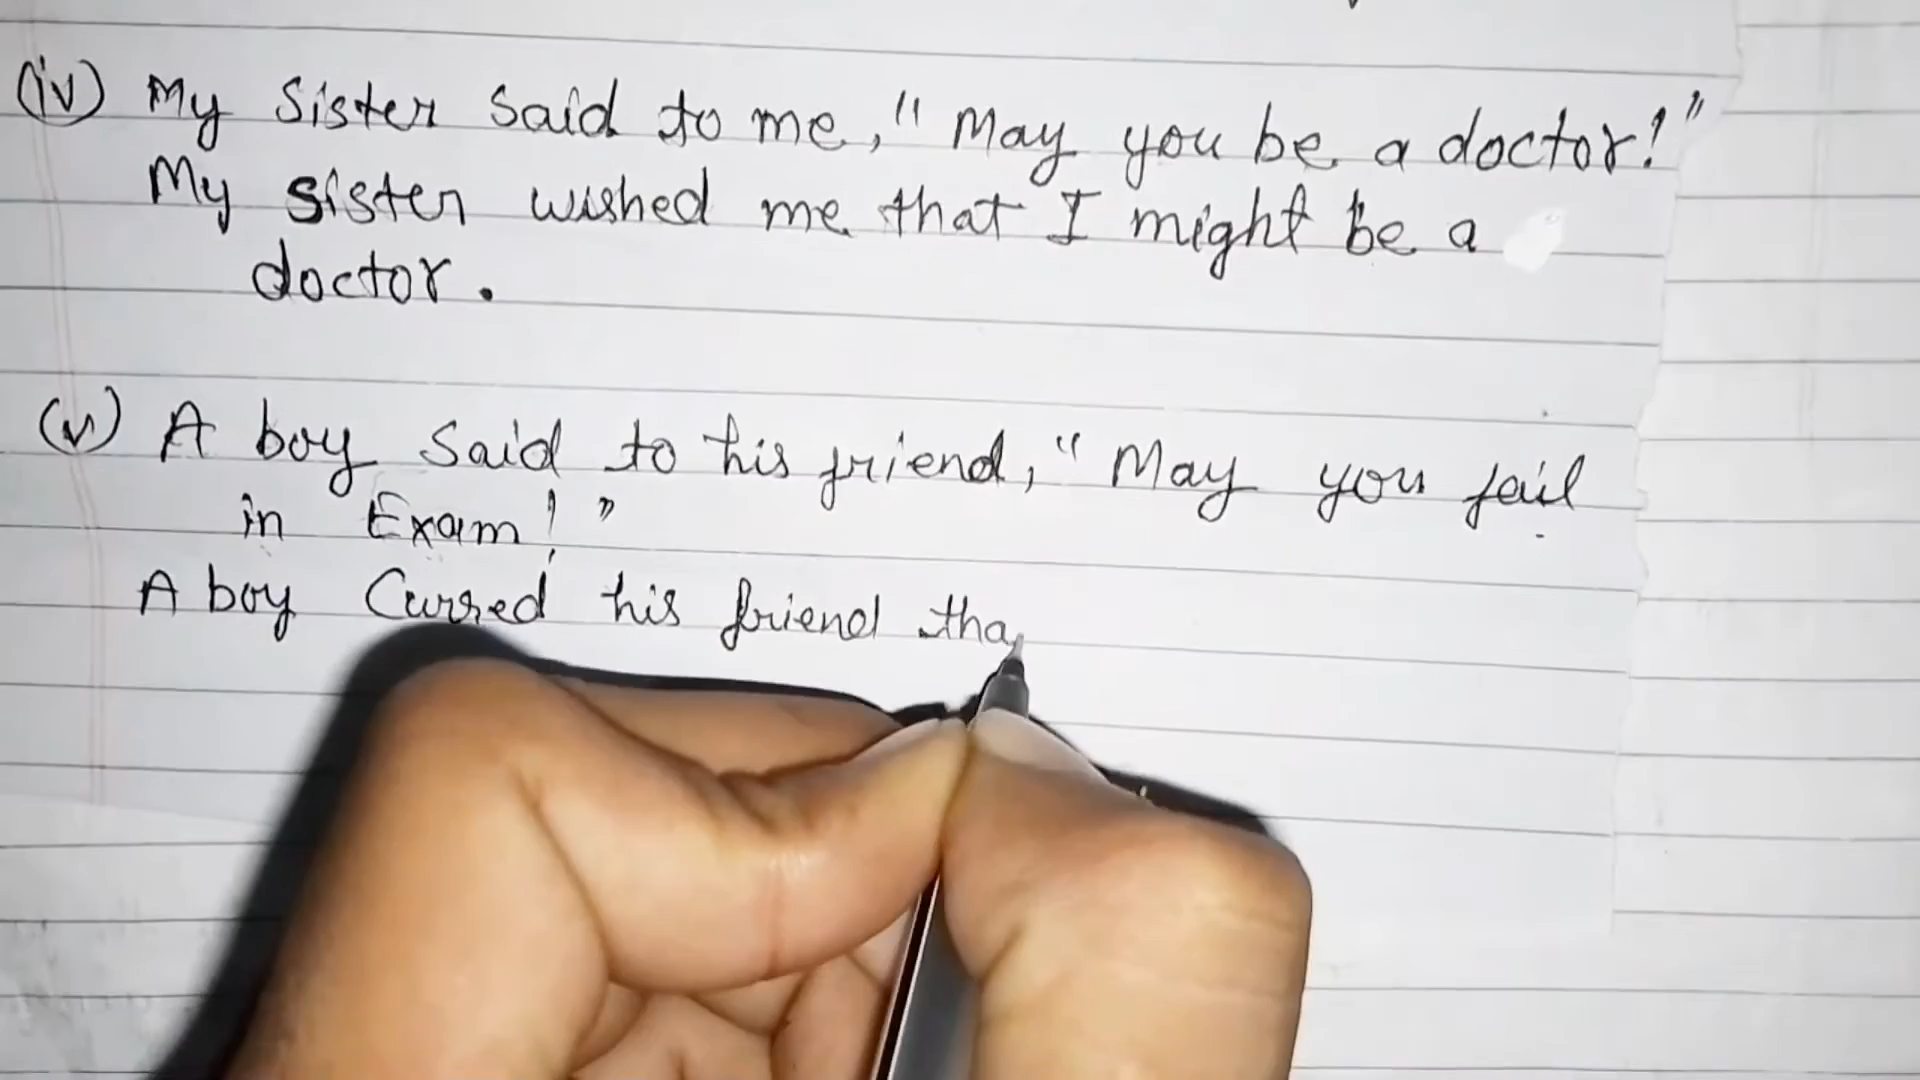 (iv) My Sister Said to me, "May you be a doctor!"
My sister wished me that I might be a
doctor.
(v) A boy Said to his friend, "May you fail
in Exam!"
A boy Cursed his friend tha